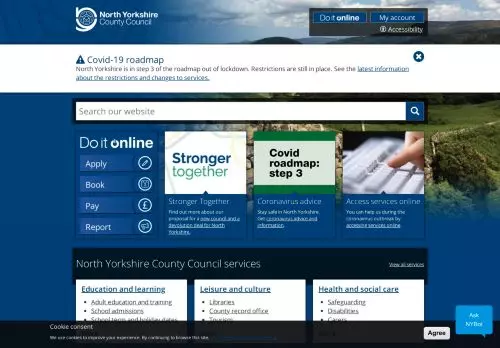 North Yorkshire
County Council
Do it online
My account
Accessibility
Covid-19 roadmap
North Yorkshire is in step 3 of the roadmap out of lockdown. Restrictions are still in place. See the latest information
about the restrictions and changes to services.
Search our website
Do it online
Apply
Book
Pay
Report
Stronger
together
Stronger Together
Find out more about our
proposal for a new council and a
devolution deal for North
Yorkshire.
Covid
roadmap:
step 3
Coronavirus advice
Stay safe in North Yorkshire.
Get coronavirus advice and
information.
Access services online
You can help us during the
coronavirus outbreak by
accessing services online.
North Yorkshire County Council services
View all services
Education and learning
Adult education and training
School admissions
School term and holiday dates
Leisure and culture
Libraries
County record office
Tourism
Health and social care
Safeguarding
Disabilities
Carers
Cookie consent
We use cookies to improve your experience. By continuing to browse this site,
Agree
Ask
NYBot